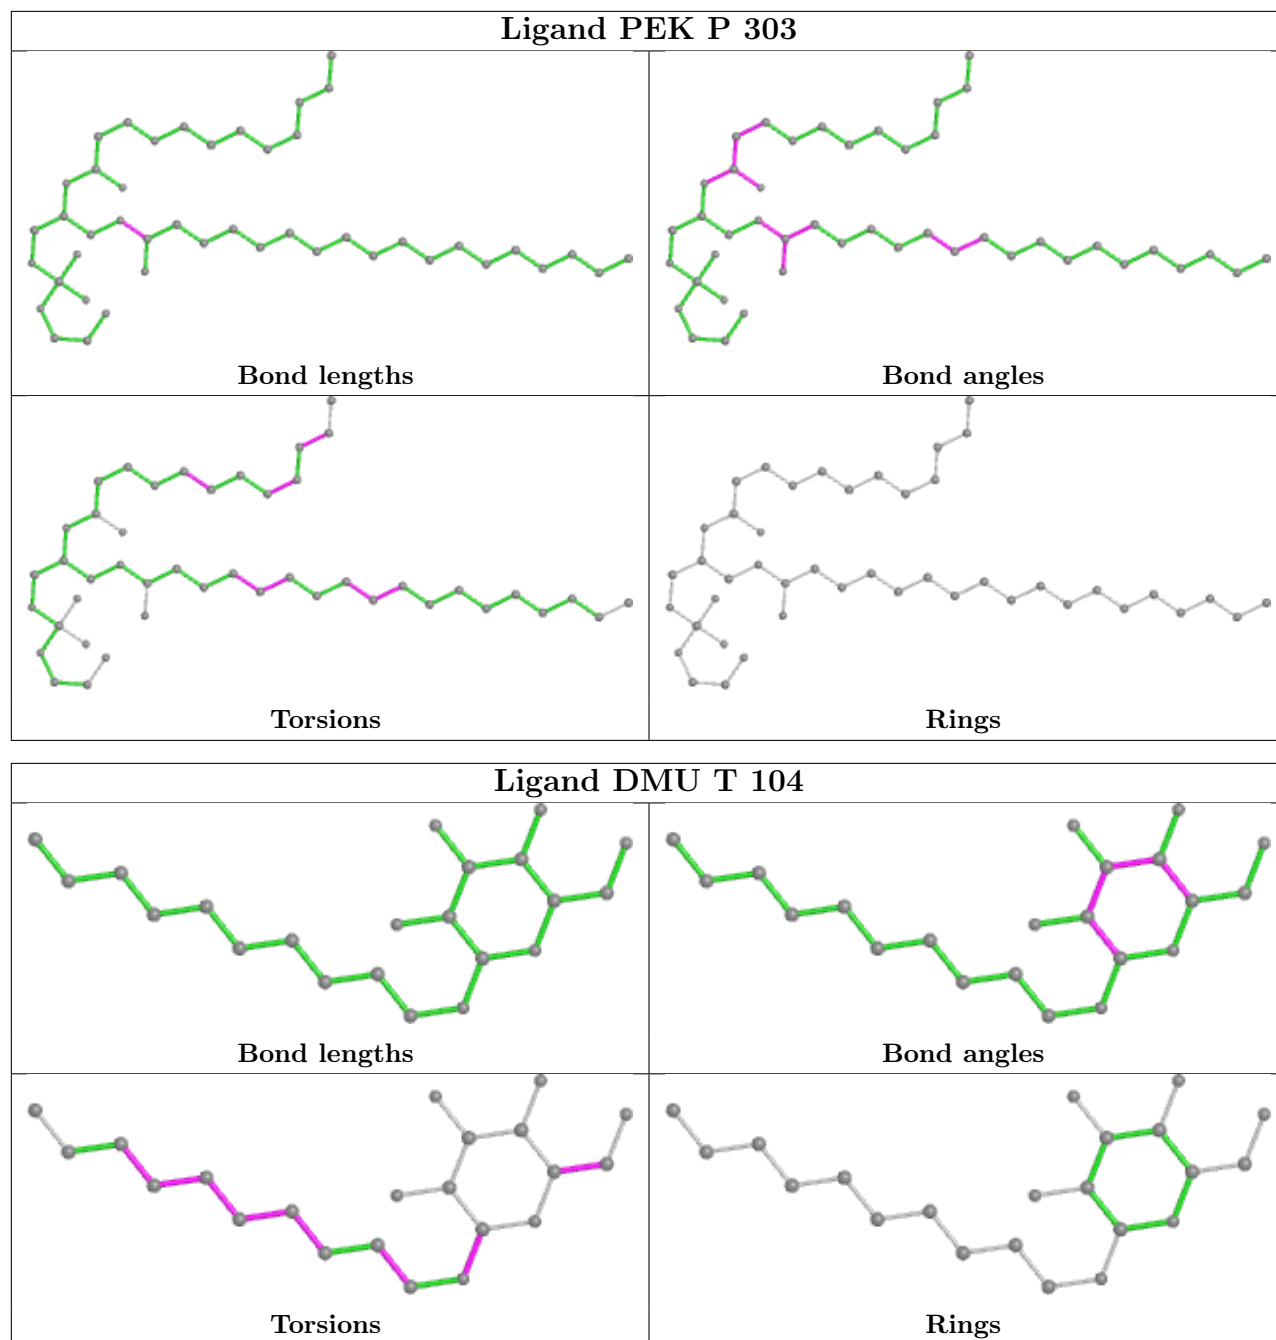 Ligand PEK P 303
Bond lengths
Bond angles
Torsions
Rings
Ligand DMU T 104
Bond lengths
Bond angles
Torsions
Rings